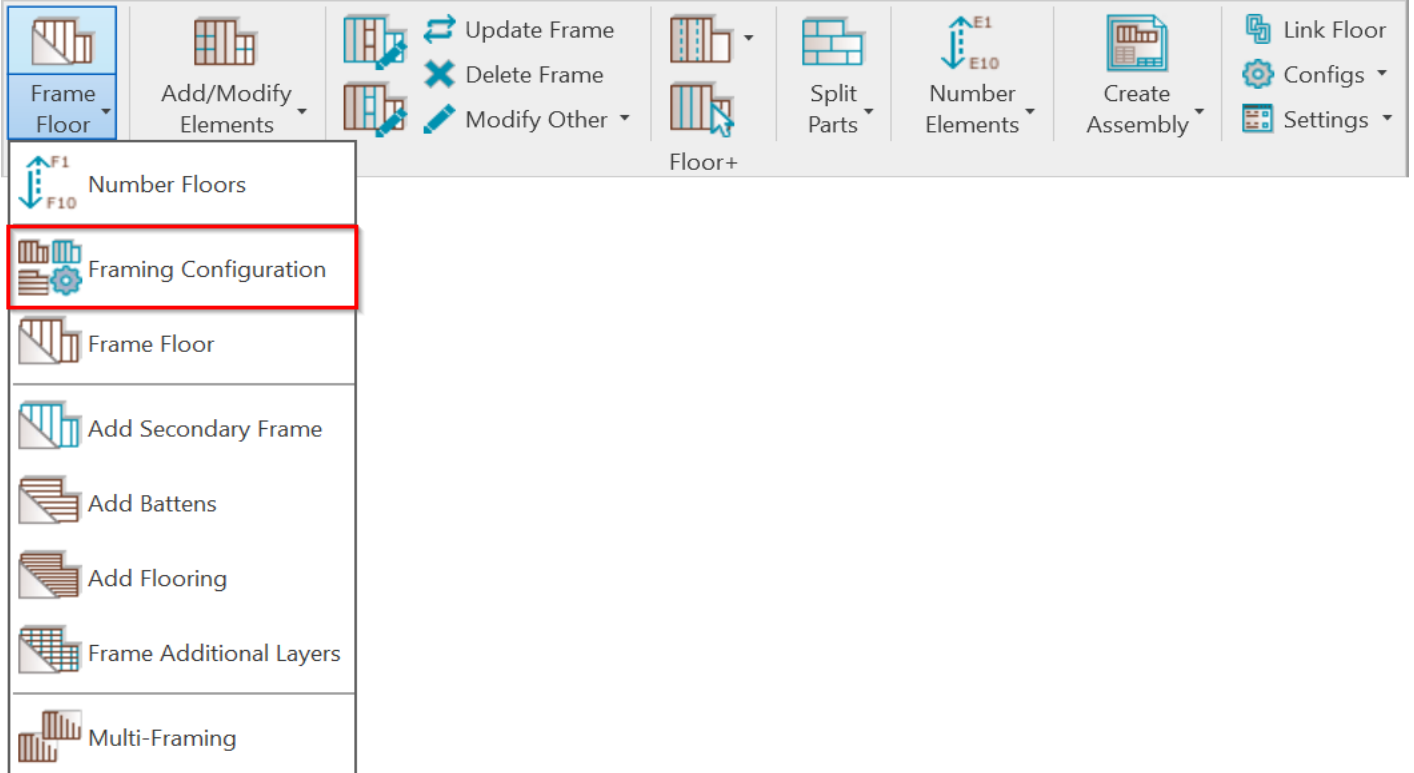 Frame
Floor
Add/Modify
Elements
Update Frame
Delete Frame
Modify Other
Split
Parts
E1
E10
Number
Elements
Create
Assembly
Link Floor
Configs
Settings
Floor+
F1
F10
Number Floors
Framing Configuration
Frame Floor
Add Secondary Frame
Add Battens
Add Flooring
Frame Additional Layers
Multi-Framing